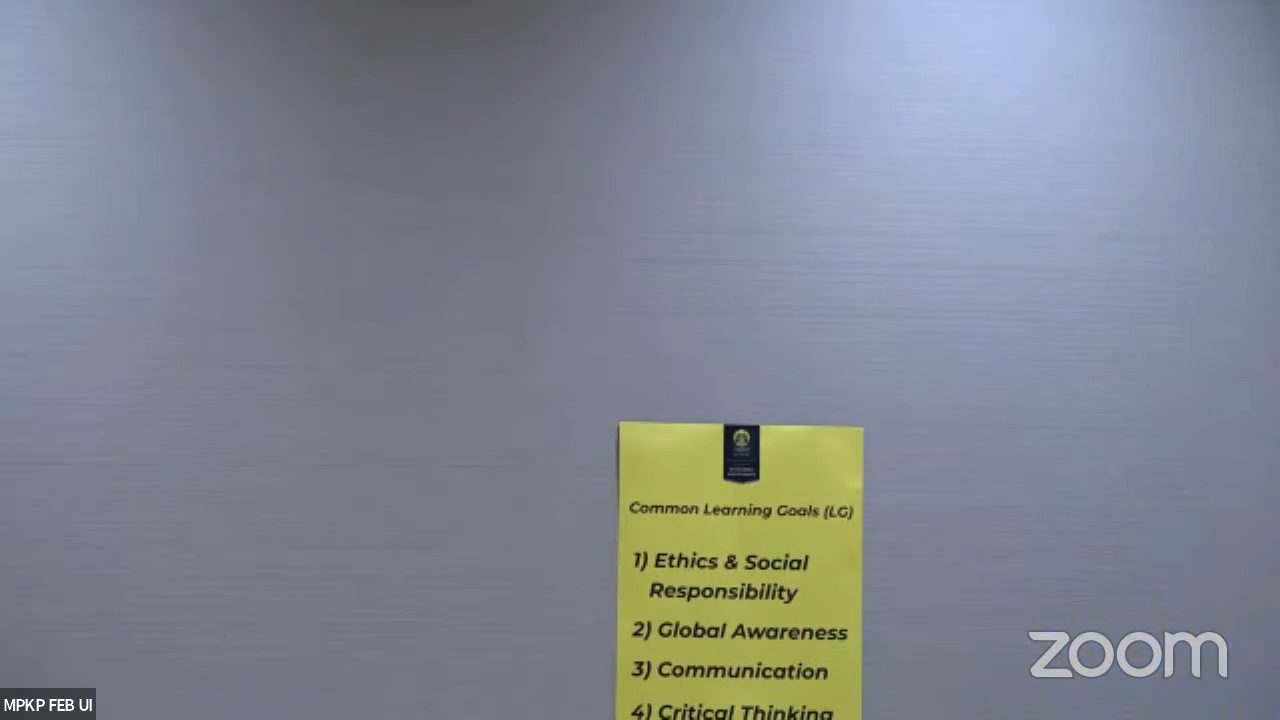 Common Learning Goals (LG)
1) Ethics & Social
Responsibility
2) Global Awareness
3) Communication
4) Critical Thinking
zoom
MPKP FEB UI